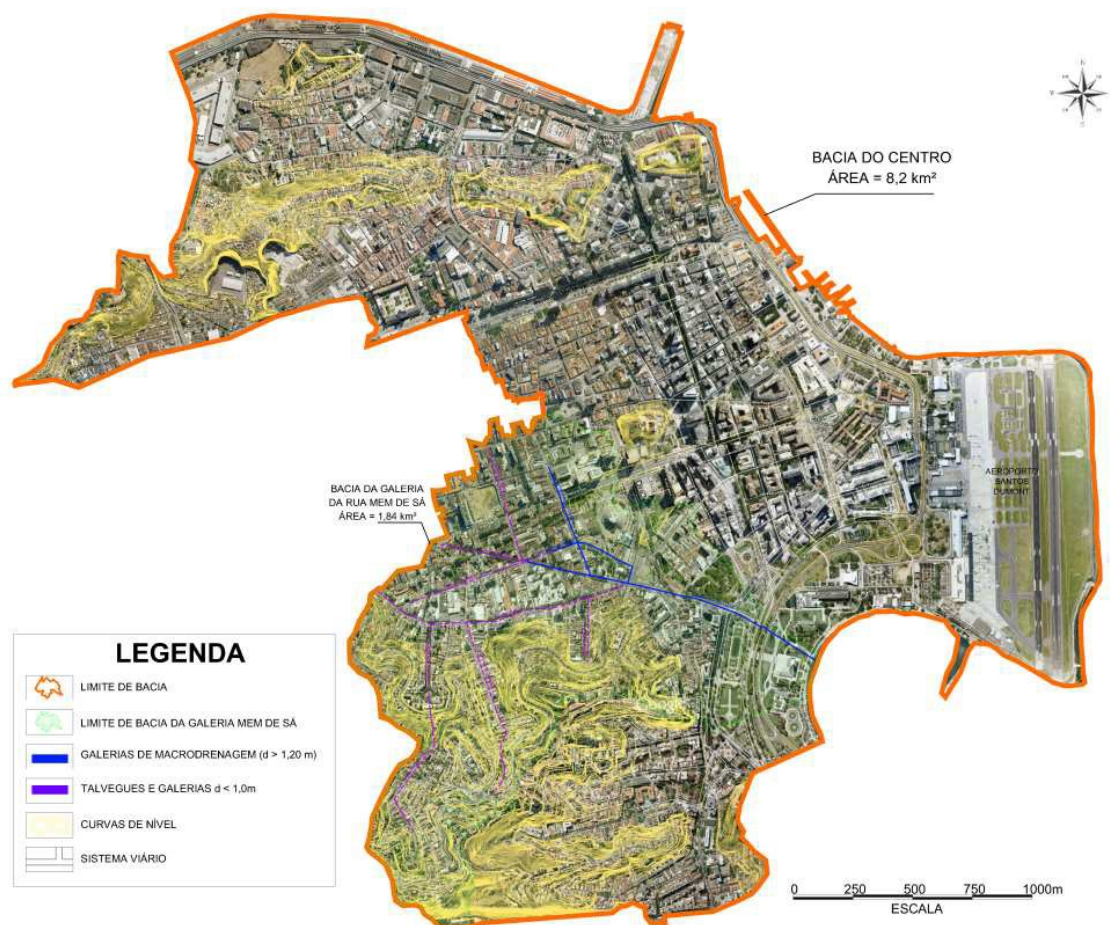 BACIA DO CENTRO
ÁREA = 8,2 km²
BACIA DA GALERIA
DA RUA MEM DE SÁ
ÁREA = 1,84 km²
AEROPORTO
SANTOS
DUMONT
LEGENDA
LIMITE DE BACIA
LIMITE DE BACIA DA GALERIA MEM DE SÁ
GALERIAS DE MACRODRENAGEM (d > 1,20 m)
TALVEGUES E GALERIAS d < 1,0m
CURVAS DE NÍVEL
SISTEMA VIÁRIO
0 250 500 750 1000m
ESCALA